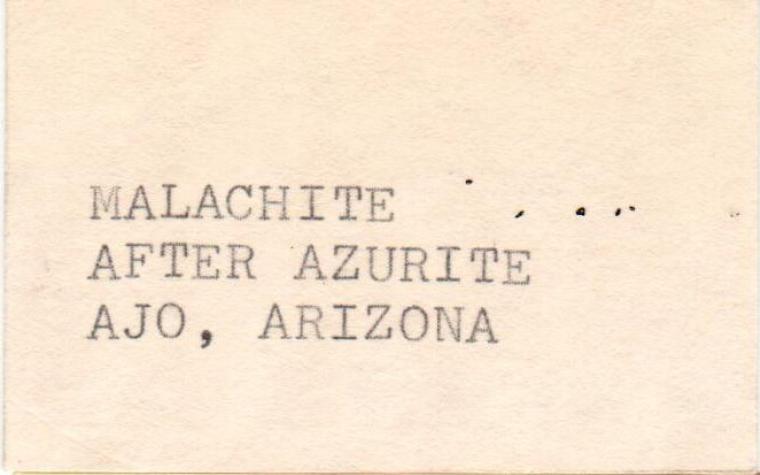 MALACHITE
AFTER AZURITE
AJO, ARIZONA